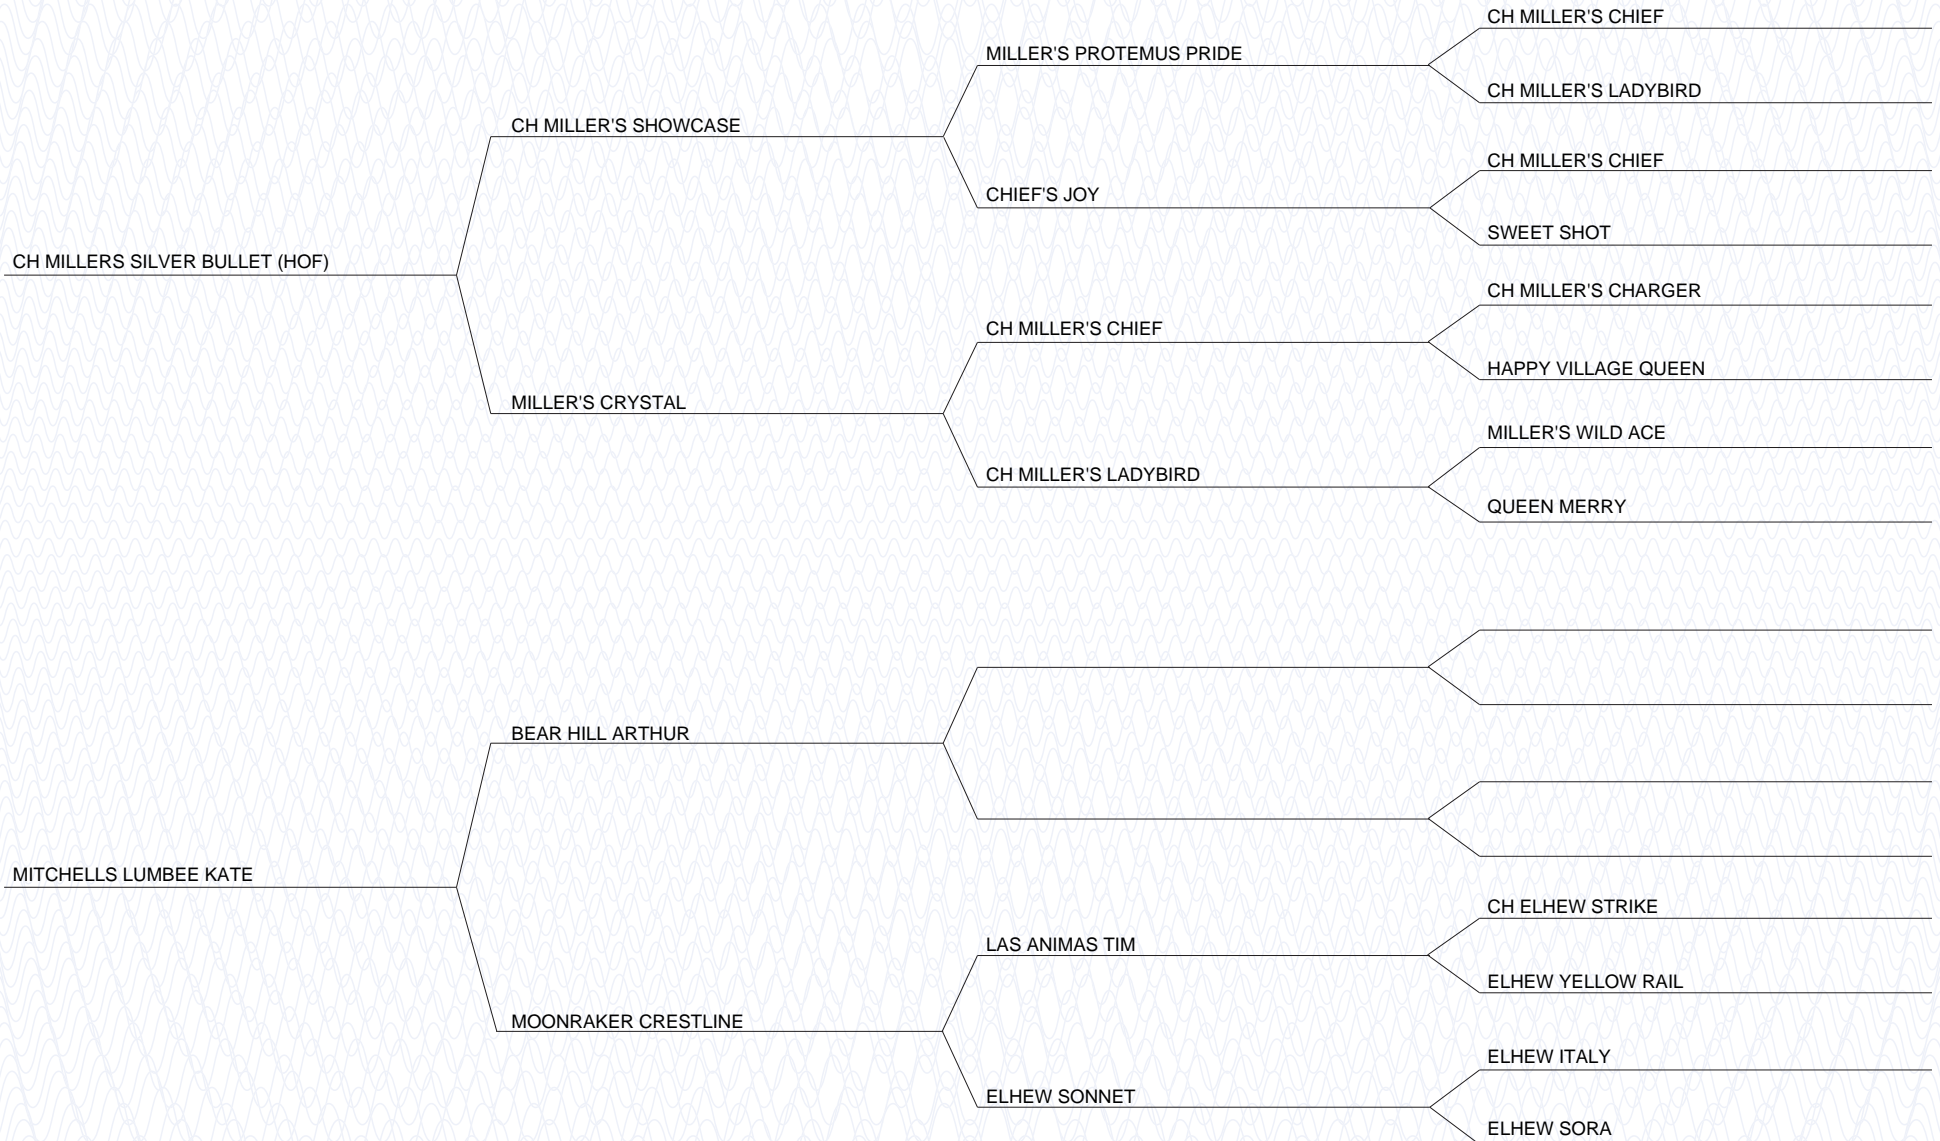 CH MILLER'S CHIEF
MILLER'S PROTEMUS PRIDE
CH MILLER'S LADYBIRD
CH MILLER'S SHOWCASE
CH MILLER'S CHIEF
CHIEF'S JOY
SWEET SHOT
CH MILLERS SILVER BULLET (HOF)
CH MILLER'S CHARGER
CH MILLER'S CHIEF
HAPPY VILLAGE QUEEN
MILLER'S CRYSTAL
MILLER'S WILD ACE
CH MILLER'S LADYBIRD
QUEEN MERRY
BEAR HILL ARTHUR
MITCHELLS LUMBEE KATE
CH ELHEW STRIKE
LAS ANIMAS TIM
ELHEW YELLOW RAIL
MOONRAKER CRESTLINE
ELHEW ITALY
ELHEW SONNET
ELHEW SORA